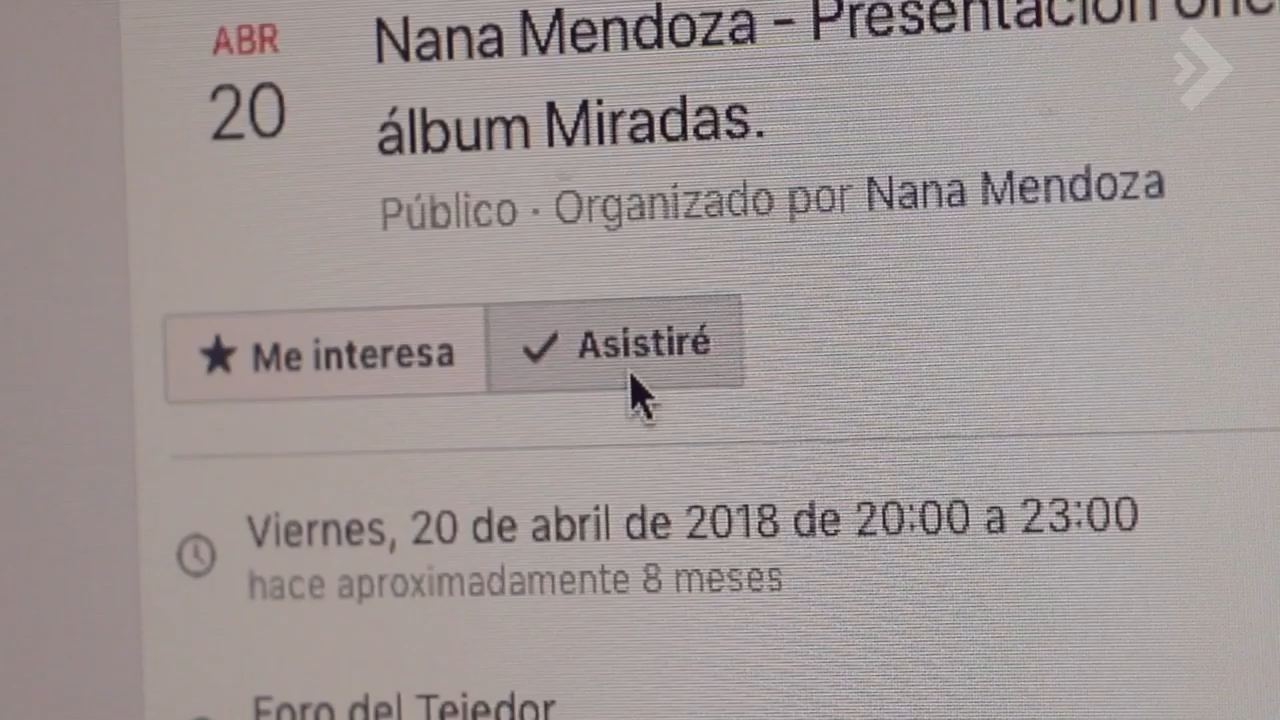 ABR
20
Nana Mendoza – Presentación
álbum Miradas.
Público · Organizado por Nana Mendoza
Me interesa
Asistiré
Viernes, 20 de abril de 2018 de 20:00 a 23:00
hace aproximadamente 8 meses
Foro del Tejedor